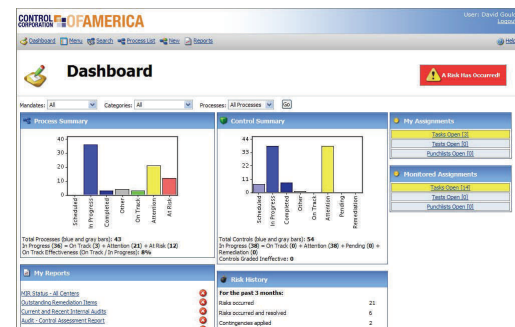 CONTROL OFAMERICA
CORPORATION
User: David Goul
Logou
Dashboard Menu Search Process List New Reports
Hel
Dashboard
A Risk Has Occurred!
Mandates: All Categories: All Processes: All Processes Go
Process Summary
40
30
20
10
0
Scheduled
In Progress
Completed
Other
On Track
Attention
At Risk
Total Processes (blue and gray bars): 43
In Progress (36) = On Track (3) + Attention (21) + At Risk (12)
On Track Effectiveness (On Track / In Progress): 8%
Control Summary
44
33
22
11
0
Scheduled
In Progress
Completed
Other
On Track
Attention
Pending
Remediation
Total Controls (blue and gray bars): 54
In Progress (38) = On Track (0) + Attention (38) + Pending (0) +
Remediation (0)
Controls Graded Ineffective: 0
My Assignments
Tasks Open [3]
Tests Open [0]
Punchlists Open [0]
Monitored Assignments
Tasks Open [14]
Tests Open [0]
Punchlists Open [0]
My Reports
MIR Status - All Centers
Outstanding Remediation Items
Current and Recent Internal Audits
Audit - Control Assessment Report
Risk History
For the past 3 months:
Risks occurred 21
Risks occurred and resolved 6
Contingencies applied 2